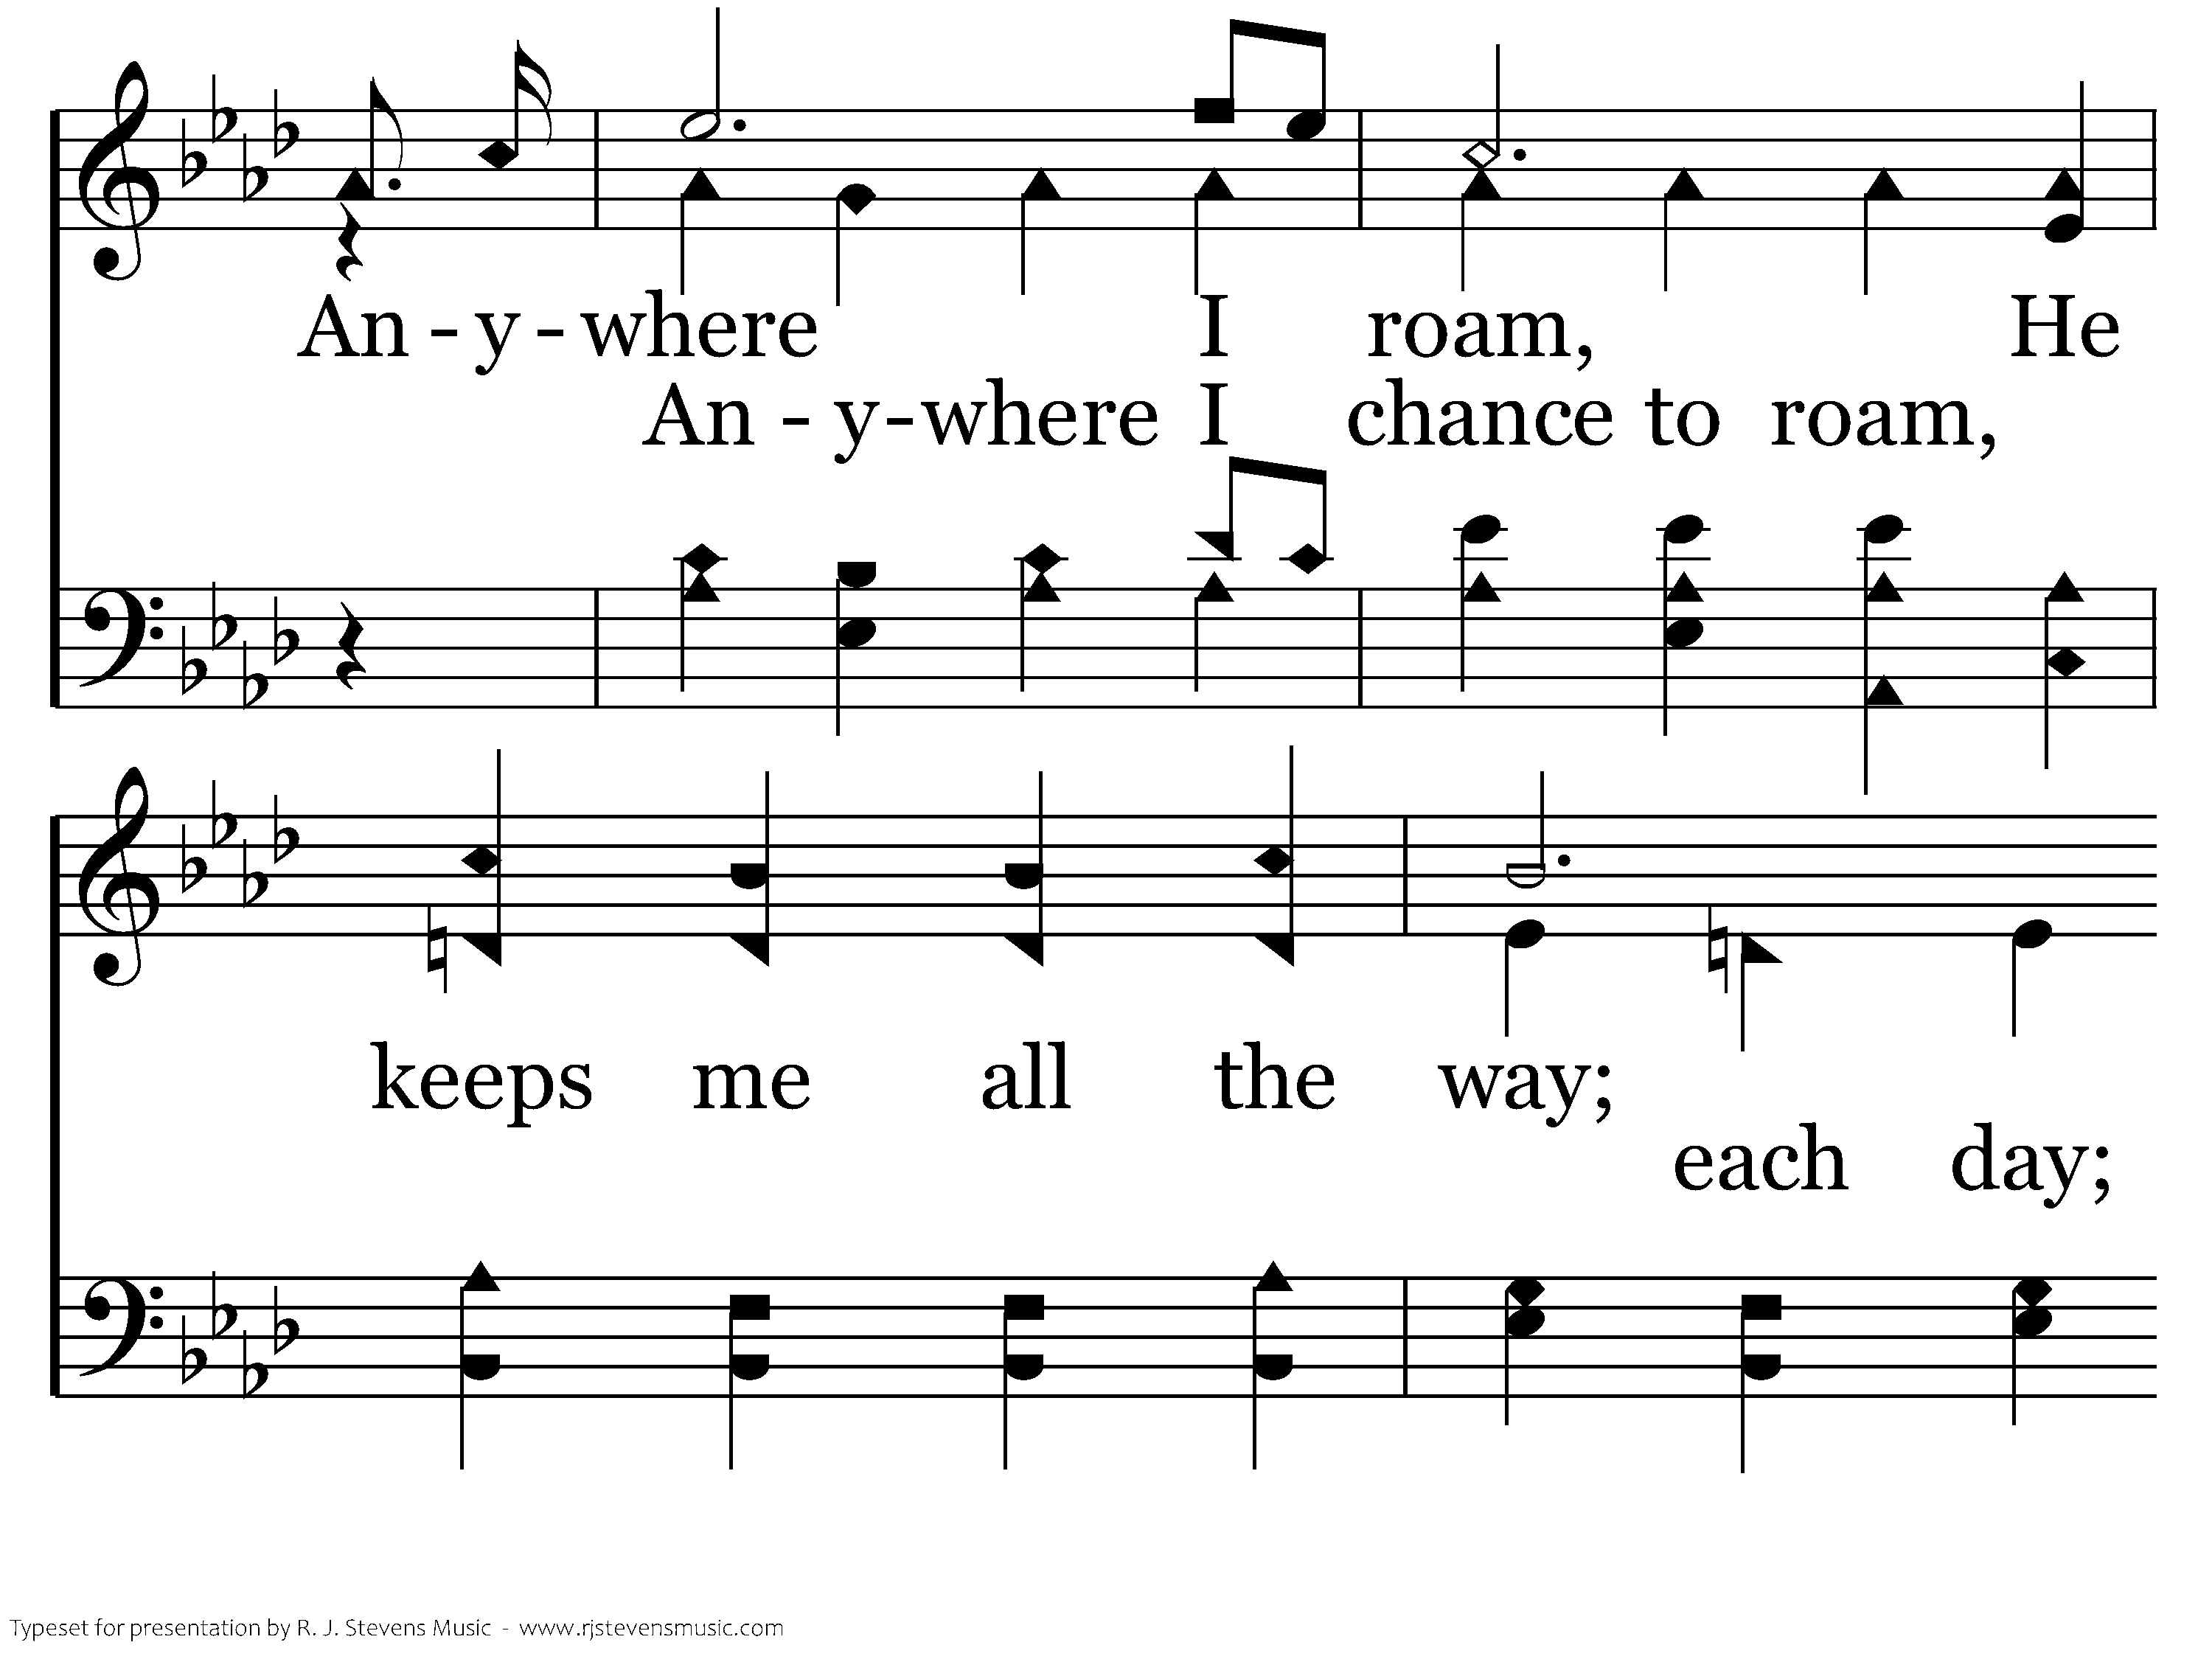 An - y - where I roam, He
An - y - where I chance to roam,
keeps me all the way;
each day;
Typeset for presentation by R. J. Stevens Music - www.rjstevensmusic.com